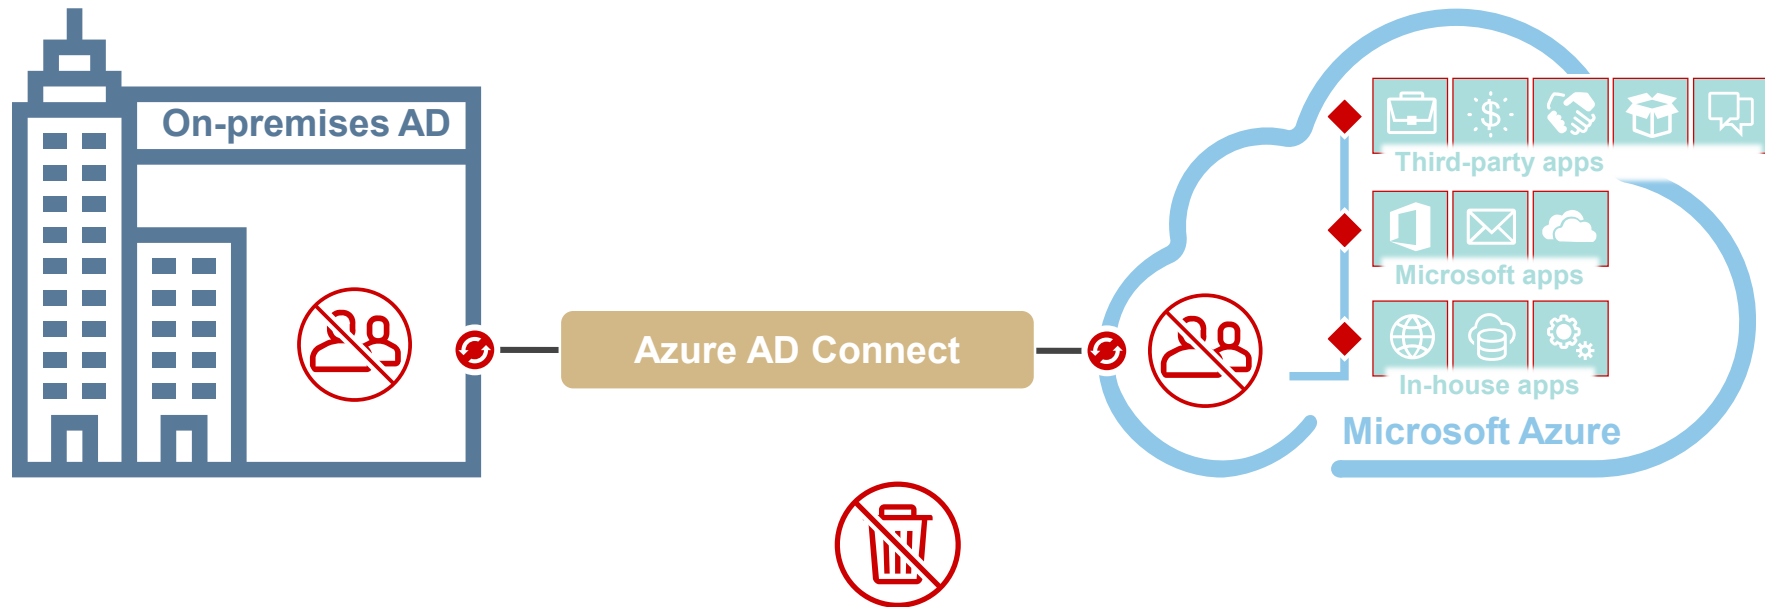 On-premises AD
Azure AD Connect
Third-party apps
Microsoft apps
In-house apps
Microsoft Azure